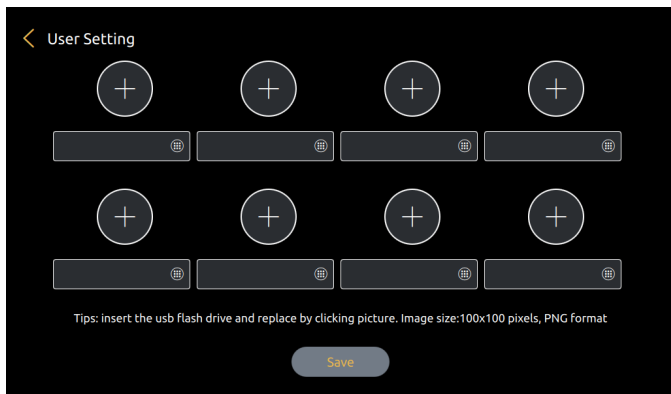 User Setting
Tips: insert the usb flash drive and replace by clicking picture. Image size:100x100 pixels, PNG format
Save